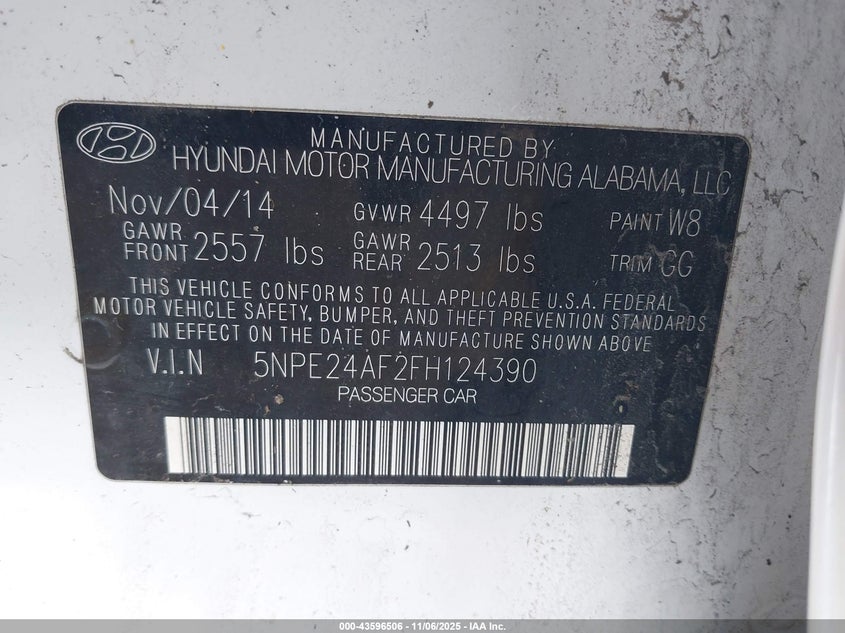 MANUFACTURED BY
HYUNDAI MOTOR MANUFACTURING ALABAMA, LLC
Nov/04/14 GVWR 4497 lbs PAINT W8
GAWR FRONT 2557 lbs GAWR REAR 2513 lbs TRIM GG
THIS VEHICLE CONFORMS TO ALL APPLICABLE U.S.A. FEDERAL
MOTOR VEHICLE SAFETY, BUMPER, AND THEFT PREVENTION STANDARDS
IN EFFECT ON THE DATE OF MANUFACTURE SHOWN ABOVE
V.I.N 5NPE24AF2FH124390
PASSENGER CAR
000-43596506 - 11/06/2025 - IAA Inc.